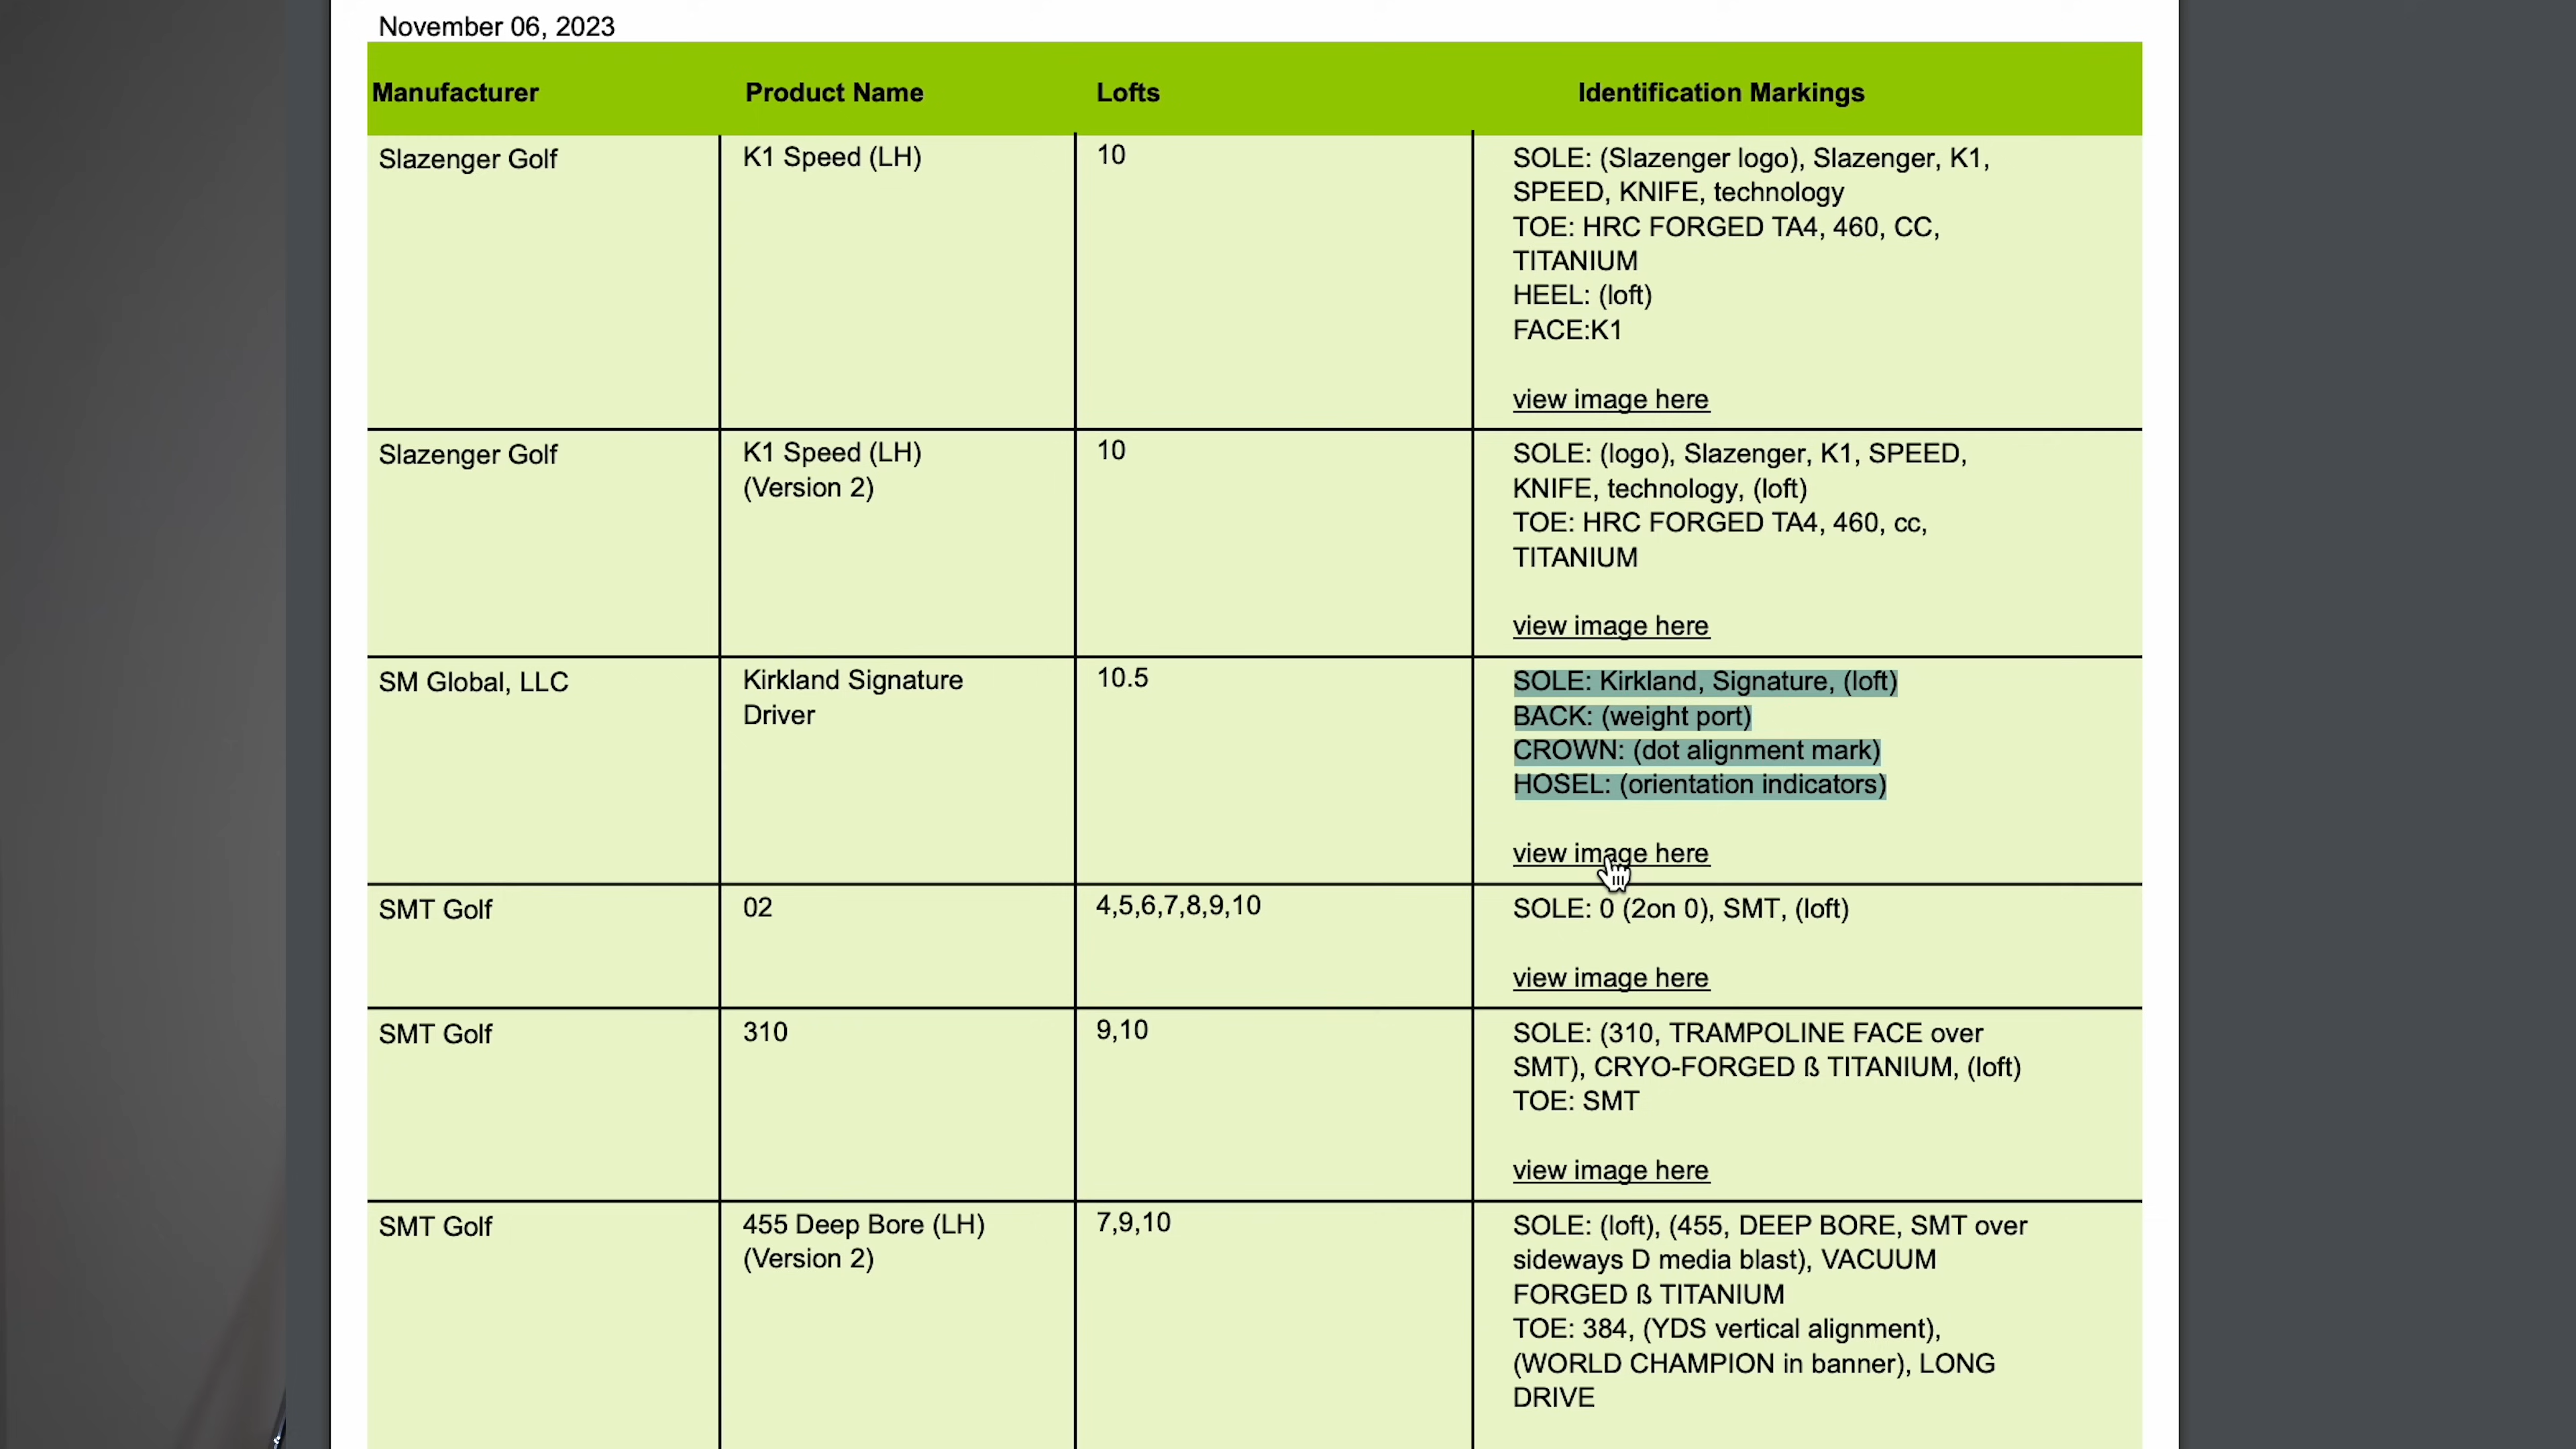 November 06, 2023
Manufacturer Product Name Lofts Identification Markings
Slazenger Golf K1 Speed (LH) 10 SOLE: (Slazenger logo), Slazenger, K1,
SPEED, KNIFE, technology
TOE: HRC FORGED TA4, 460, CC,
TITANIUM
HEEL: (loft)
FACE:K1
view image here
Slazenger Golf K1 Speed (LH) 10 SOLE: (logo), Slazenger, K1, SPEED,
(Version 2) KNIFE, technology, (loft)
TOE: HRC FORGED TA4, 460, cc,
TITANIUM
view image here
SM Global, LLC Kirkland Signature 10.5 SOLE: Kirkland, Signature, (loft)
Driver BACK: (weight port)
CROWN: (dot alignment mark)
HOSEL: (orientation indicators)
view image here
SMT Golf 02 4,5,6,7,8,9,10 SOLE: 0 (2on 0), SMT, (loft)
view image here
SMT Golf 310 9,10 SOLE: (310, TRAMPOLINE FACE over
SMT), CRYO-FORGED ß TITANIUM, (loft)
TOE: SMT
view image here
SMT Golf 455 Deep Bore (LH) 7,9,10 SOLE: (loft), (455, DEEP BORE, SMT over
(Version 2) sideways D media blast), VACUUM
FORGED ß TITANIUM
TOE: 384, (YDS vertical alignment),
(WORLD CHAMPION in banner), LONG
DRIVE